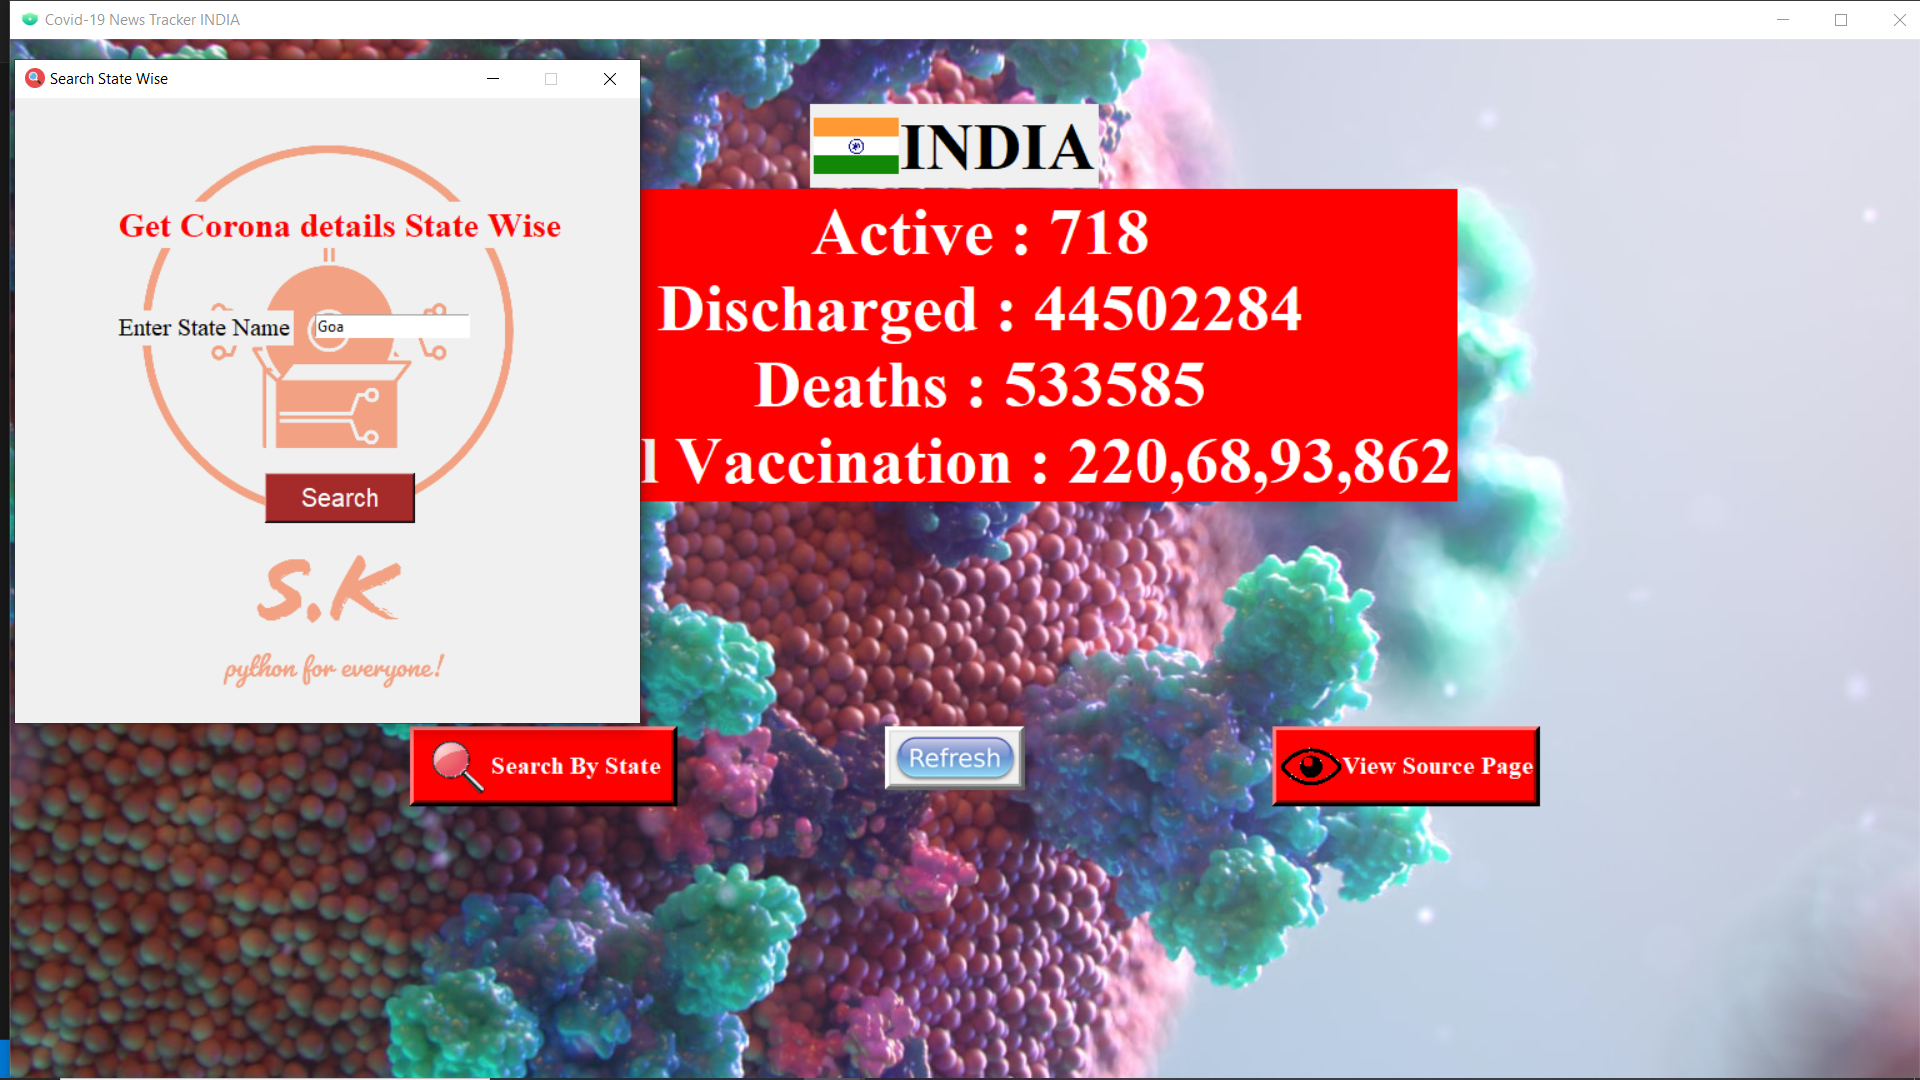 Covid-19 News Tracker INDIA
Search State Wise
Get Corona details State Wise
Enter State Name
Goa
Search
S.K
python for everyone!
INDIA
Active : 718
Discharged : 44502284
Deaths : 533585
l Vaccination : 220,68,93,862
Search By State
Refresh
View Source Page